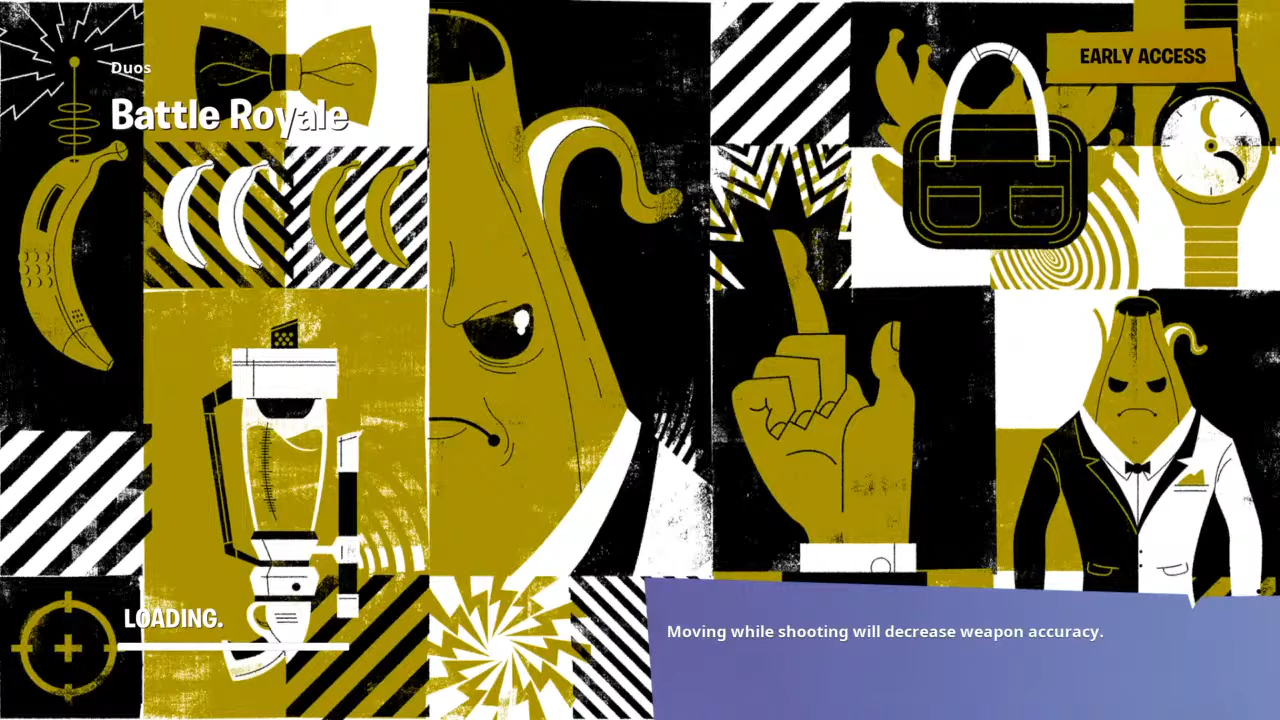 Duos
Battle Royale
EARLY ACCESS
LOADING.
Moving while shooting will decrease weapon accuracy.